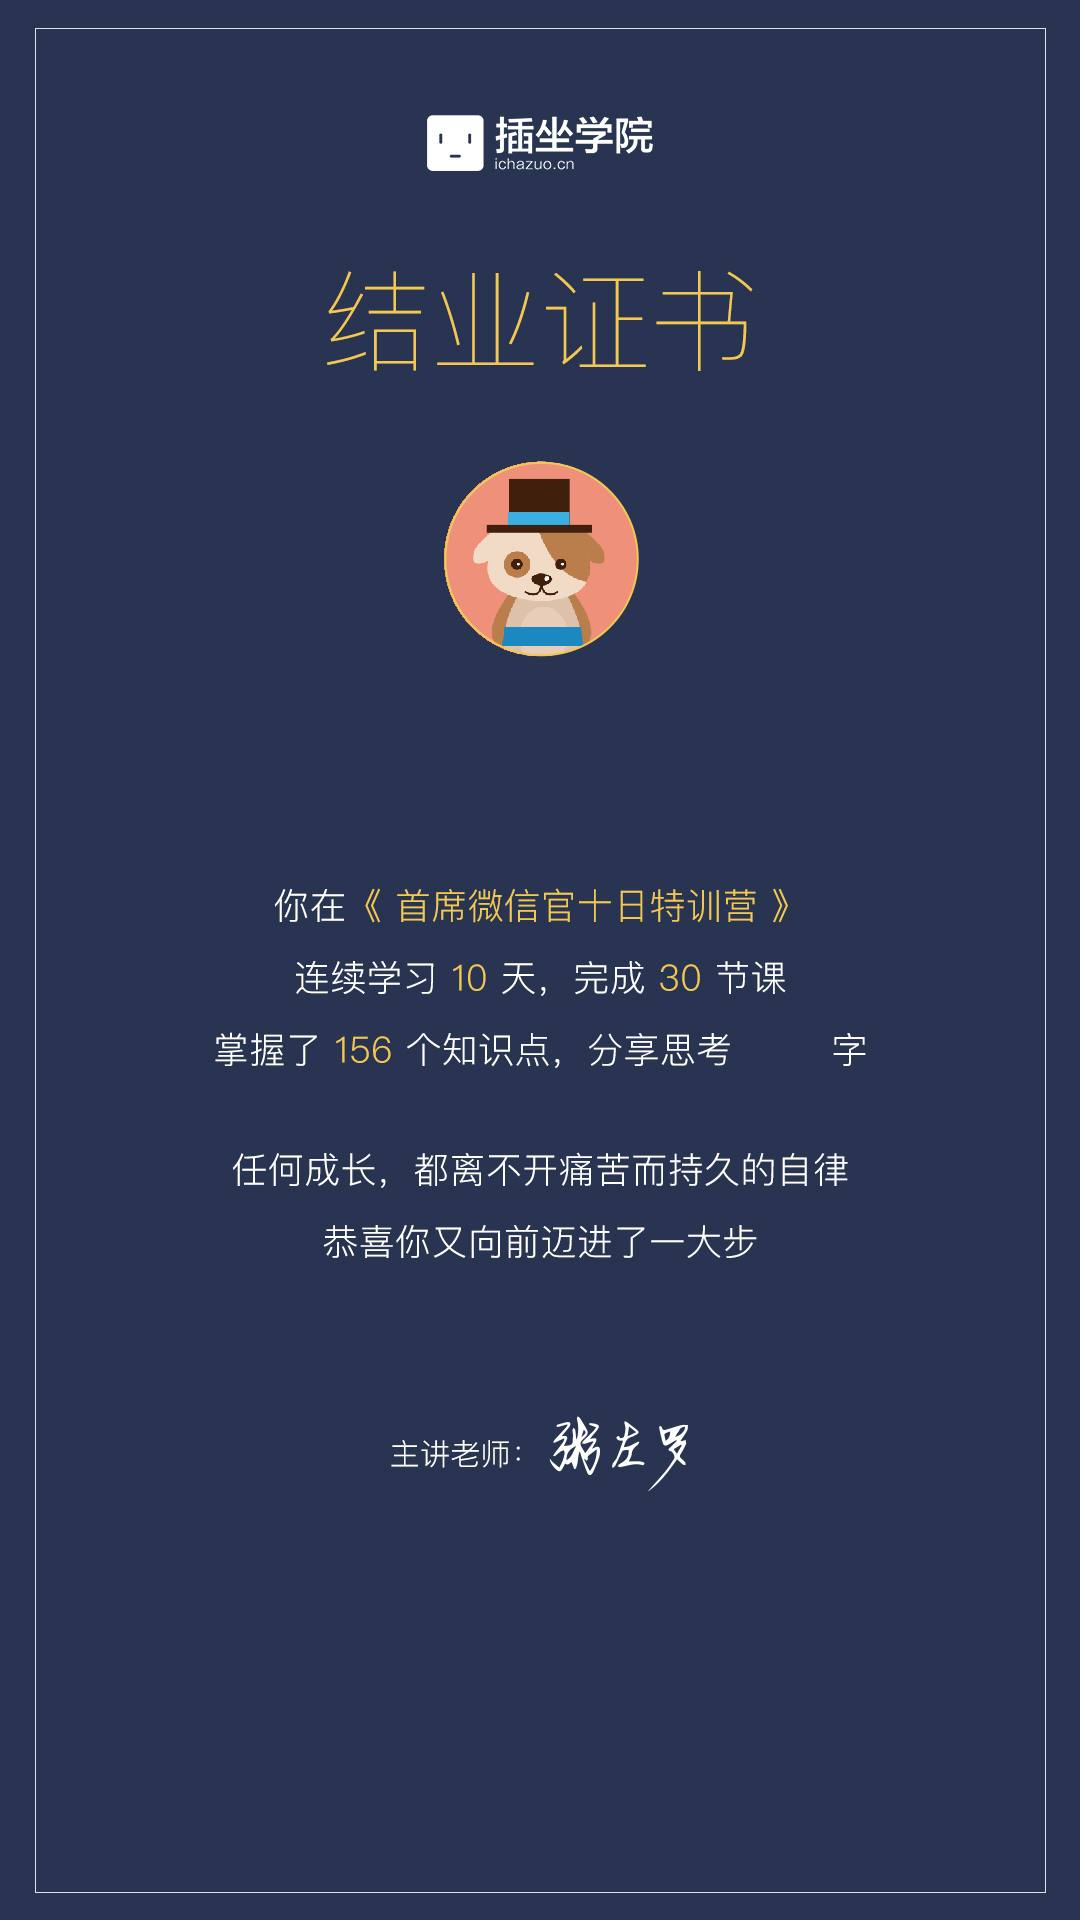 插坐学院
ichazuo.cn
结业证书
你在《 首席微信官十日特训营 》
连续学习 10 天，完成 30 节课
掌握了 156 个知识点，分享思考 字
任何成长，都离不开痛苦而持久的自律
恭喜你又向前迈进了一大步
主讲老师：粥左罗